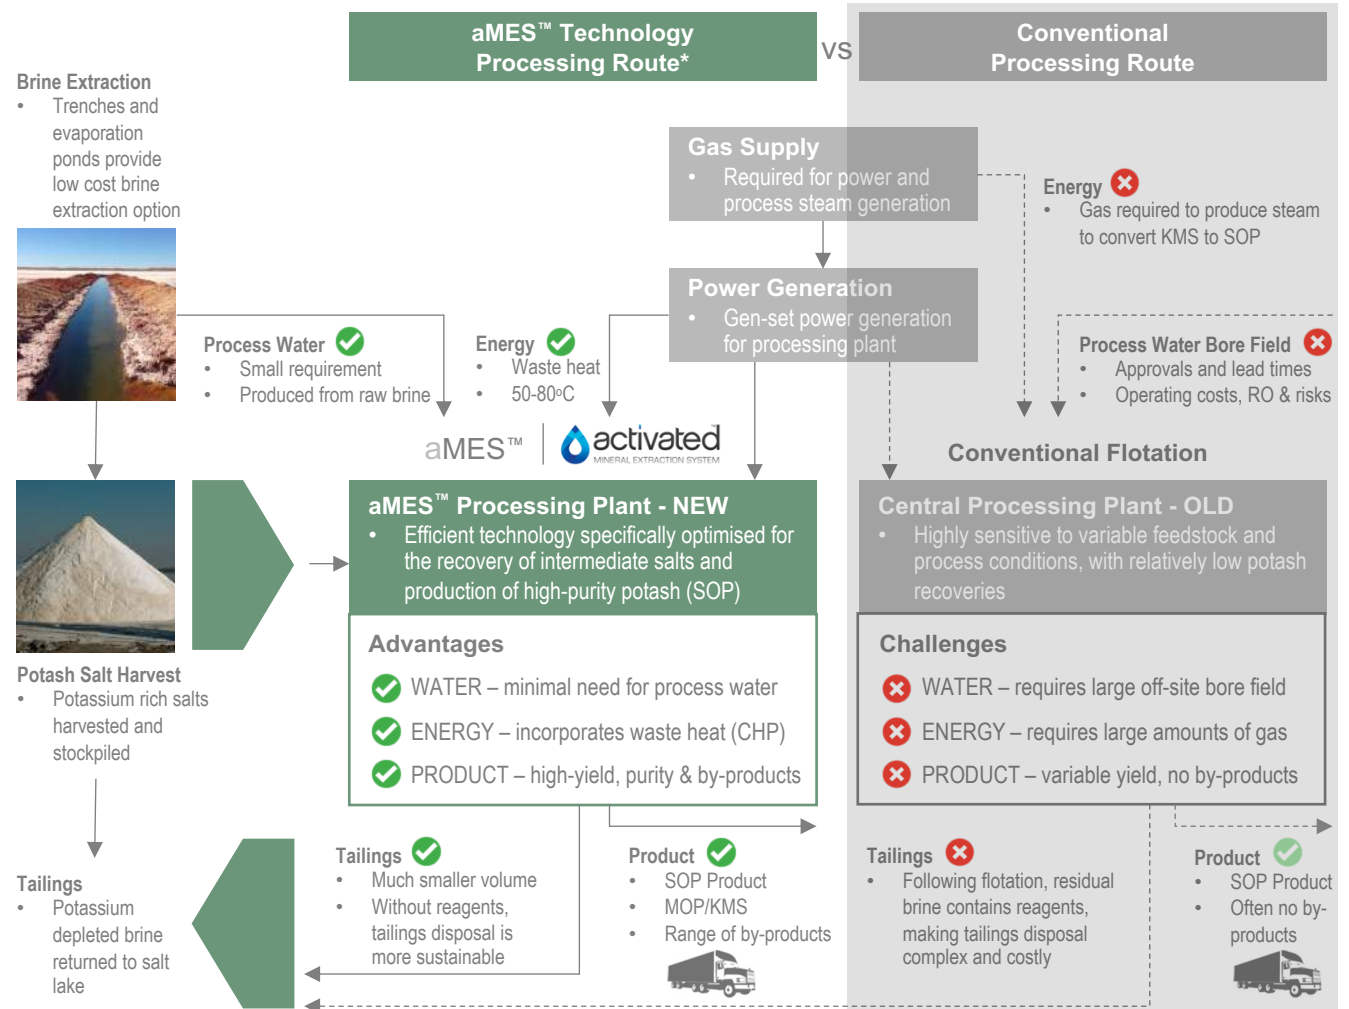 aMES™ Technology
Processing Route*
vs
Conventional
Processing Route
Brine Extraction
• Trenches and
evaporation
ponds provide
low cost brine
extraction option
Gas Supply
• Required for power and
process steam generation
Energy
• Gas required to produce steam
to convert KMS to SOP
Power Generation
• Gen-set power generation
for processing plant
Process Water
• Small requirement
• Produced from raw brine
Energy
• Waste heat
• 50-80ºC
Process Water Bore Field
• Approvals and lead times
• Operating costs, RO & risks
aMES™
activated
MINERAL EXTRACTION SYSTEM
Conventional Flotation
aMES™ Processing Plant - NEW
• Efficient technology specifically optimised for
the recovery of intermediate salts and
production of high-purity potash (SOP)
Central Processing Plant - OLD
• Highly sensitive to variable feedstock and
process conditions, with relatively low potash
recoveries
Potash Salt Harvest
• Potassium rich salts
harvested and
stockpiled
Advantages
WATER – minimal need for process water
ENERGY – incorporates waste heat (CHP)
PRODUCT – high-yield, purity & by-products
Challenges
WATER – requires large off-site bore field
ENERGY – requires large amounts of gas
PRODUCT – variable yield, no by-products
Tailings
• Potassium
depleted brine
returned to salt
lake
Tailings
• Much smaller volume
• Without reagents,
tailings disposal is
more sustainable
Product
• SOP Product
• MOP/KMS
• Range of by-products
Tailings
• Following flotation, residual
brine contains reagents,
making tailings disposal
complex and costly
Product
• SOP Product
• Often no by-
products